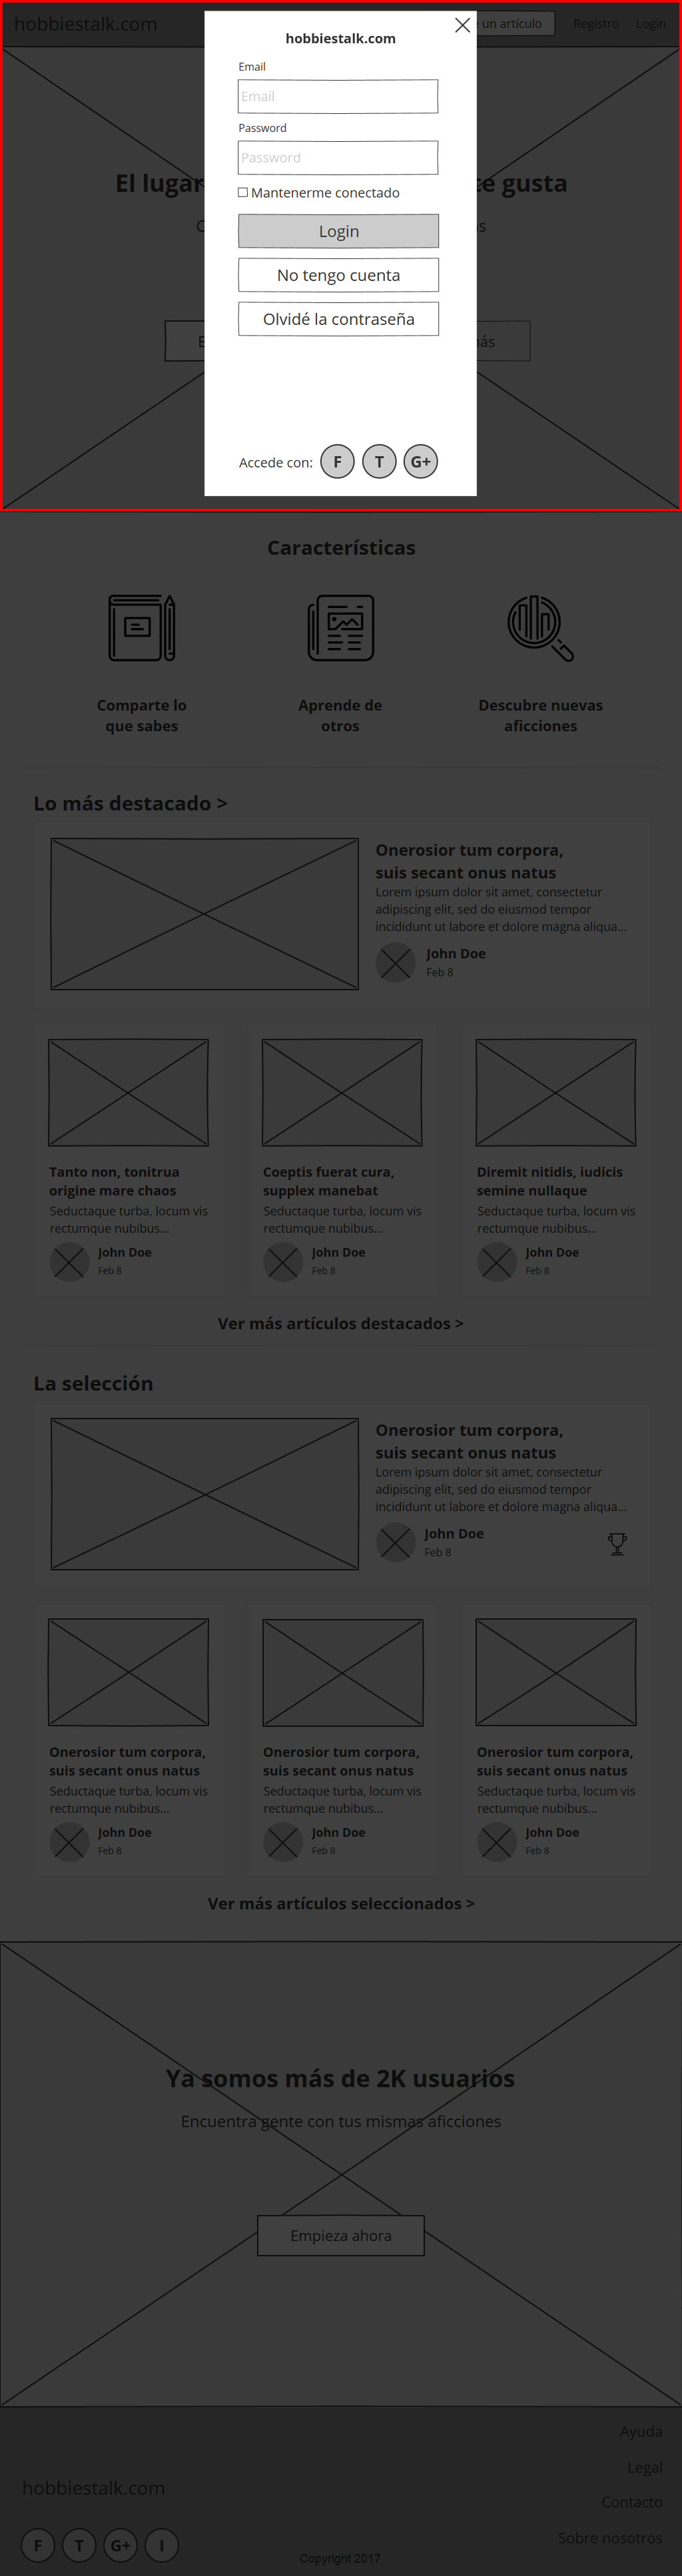 hobbiestalk.com
e un artículo
Registro
Login
hobbiestalk.com
Email
Email
Password
Password
Mantenerme conectado
Login
No tengo cuenta
Olvidé la contraseña
Accede con:
F
T
G+
El lugar
te gusta
Características
Comparte lo
que sabes
Aprende de
otros
Descubre nuevas
aficciones
Lo más destacado >
Onerosior tum corpora,
suis secant onus natus
Lorem ipsum dolor sit amet, consectetur
adipiscing elit, sed do eiusmod tempor
incididunt ut labore et dolore magna aliqua...
John Doe
Feb 8
Tanto non, tonitrua
origine mare chaos
Seductaque turba, locum vis
rectumque nubibus...
John Doe
Feb 8
Coeptis fuerat cura,
supplex manebat
Seductaque turba, locum vis
rectumque nubibus...
John Doe
Feb 8
Diremit nitidis, iudicis
semine nullaque
Seductaque turba, locum vis
rectumque nubibus...
John Doe
Feb 8
Ver más artículos destacados >
La selección
Onerosior tum corpora,
suis secant onus natus
Lorem ipsum dolor sit amet, consectetur
adipiscing elit, sed do eiusmod tempor
incididunt ut labore et dolore magna aliqua...
John Doe
Feb 8
Onerosior tum corpora,
suis secant onus natus
Seductaque turba, locum vis
rectumque nubibus...
John Doe
Feb 8
Onerosior tum corpora,
suis secant onus natus
Seductaque turba, locum vis
rectumque nubibus...
John Doe
Feb 8
Onerosior tum corpora,
suis secant onus natus
Seductaque turba, locum vis
rectumque nubibus...
John Doe
Feb 8
Ver más artículos seleccionados >
Ya somos más de 2K usuarios
Encuentra gente con tus mismas aficciones
Empieza ahora
Ayuda
Legal
Contacto
Sobre nosotros
hobbiestalk.com
F
T
G+
I
Copyright 2017